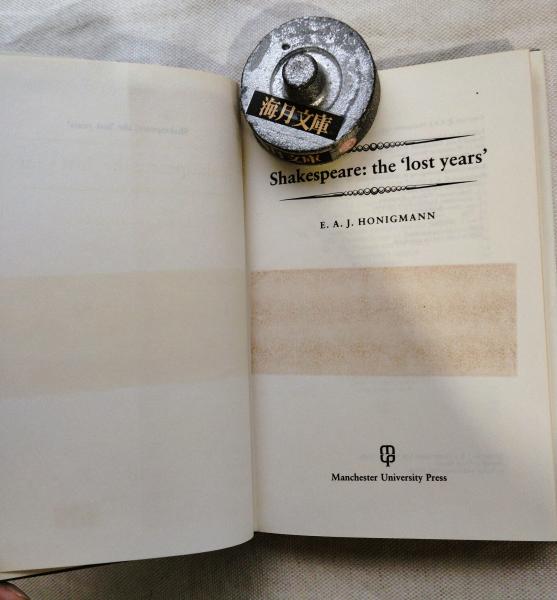 海月文庫
Shakespeare: the ‘lost years’
E. A. J. HONIGMANN
Manchester University Press